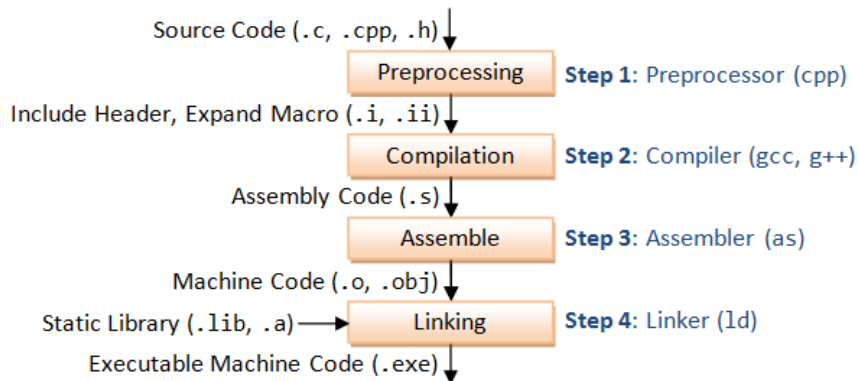 Source Code (.c, .cpp, .h)
Preprocessing
Step 1: Preprocessor (cpp)
Include Header, Expand Macro (.i, .ii)
Compilation
Step 2: Compiler (gcc, g++)
Assembly Code (.s)
Assemble
Step 3: Assembler (as)
Machine Code (.o, .obj)
Static Library (.lib, .a)
Linking
Step 4: Linker (ld)
Executable Machine Code (.exe)